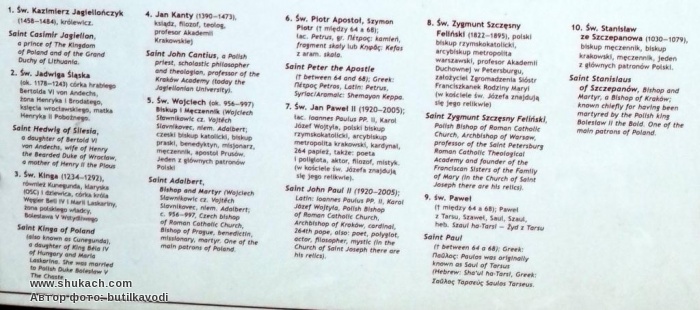 1. Św. Kazimierz Jagiellończyk
(1458-1484), królewicz.
Saint Casimir Jagiellon,
a prince of The Kingdom
of Poland and of the Grand
Duchy of Lithuania.
2. Św. Jadwiga Śląska
(ok. 1178-1243) córka hrabiego
Bertolda VI von Andechs,
żona Henryka I Brodatego,
księcia wrocławskiego, matka
Henryka II Pobożnego.
Saint Hedwig of Silesia,
a daughter of Bertold VI
von Andechs, wife of Henry
the Bearded Duke of Wrocław,
a mother of Henry II the Pious
3. Św. Kinga (1234-1292),
również Kunegunda, klaryska
(OSC) i dziewica, córka króla
Węgier Beli IV i Marii Laskariny,
żona polskiego władcy,
Bolesława V Wstydliwego
Saint Kinga of Poland
(also known as Cunegunda),
a daughter of King Béla IV
of Hungary and Maria
Laskarina. She was married
to Polish Duke Bolesław V
The Chaste
4. Jan Kanty (1390-1473),
ksiądz, filozof, teolog,
profesor Akademii
Krakowskiej
Saint John Cantius, a Polish
priest, scholastic philosopher
and theologian, professor of the
Kraków Academy (today the
Jagiellonian University).
5. Św. Wojciech (ok. 956-997)
Biskup i Męczennik (Wojciech
Sławnikowic cz. Vojtěch
Slavníkovec, niem. Adalbert;
czeski biskup katolicki, biskup
praski, benedyktyn, misjonarz,
męczennik, apostoł Prusów.
Jeden z głównych patronów
Polski
Saint Adalbert,
Bishop and Martyr (Wojciech
Sławnikowic cz. Vojtěch
Slavníkovec, niem. Adalbert;
c. 956-997, Czech bishop
of Roman Catholic Church,
Bishop of Prague, benedictin,
missionary, martyr. One of the
main patrons of Poland.
6. Św. Piotr Apostoł, Szymon
Piotr († między 64 a 68);
łac. Petrus, gr. Πέτρος: kamień,
fragment skały lub Κηφᾶς: Kefas
z aram. skała.
Saint Peter the Apostle
(† between 64 and 68); Greek:
Πέτρος Petros, Latin: Petrus,
Syriac/Aramaic: Shemayon Keppa.
7. Św. Jan Paweł II (1920-2005);
łac. Ioannes Paulus PP. II, Karol
Józef Wojtyła, polski biskup
rzymskokatolicki, arcybiskup
metropolita krakowski, kardynał,
264 papież, także: poeta
i poliglota, aktor, filozof, mistyk.
(w kościele św. Józefa znajdują
się jego relikwie).
Saint John Paul II (1920-2005);
Latin: Ioannes Paulus PP. II, Karol
Józef Wojtyła, Polish Bishop
of Roman Catholic Church,
Archbishop of Kraków, cardinal,
264th pope, also: poet, polyglot,
actor, filosopher, mystic (in the
Church of Saint Joseph there are
his relics).
8. Św. Zygmunt Szczęsny
Feliński (1822-1895), polski
biskup rzymskokatolicki,
arcybiskup metropolita
warszawski, profesor Akademii
Duchownej w Petersburgu,
założyciel Zgromadzenia Sióstr
Franciszkanek Rodziny Maryi
(w kościele św. Józefa znajdują
się jego relikwie)
Saint Zygmunt Szczęsny Feliński,
Polish Bishop of Roman Catholic
Church, Archbishop of Warsaw,
professor of the Saint Petersburg
Roman Catholic Theological
Academy and founder of the
Franciscan Sisters of the Family
of Mary (in the Church of Saint
Joseph there are his relics).
9. św. Paweł
(† między 64 a 68); Paweł
z Tarsu, Szaweł, Saul, Szaul,
heb. Szaul ha-Tarsi - Żyd z Tarsu
Saint Paul
(† between 64 a 68); Greek:
Παῦλος; Paulos was originally
known as Saul of Tarsus
(Hebrew: Sha'ul ha-Tarsi, Greek:
Σαῦλος Ταρσεύς Saulos Tarseus.
10. Św. Stanisław
ze Szczepanowa (1030-1079),
biskup męczennik, biskup
krakowski, męczennik, jeden
z głównych patronów Polski.
Saint Stanislaus
of Szczepanów, Bishop and
Martyr, a Bishop of Kraków;
known chiefly for having been
martyred by the Polish king
Bolesław II the Bold. One of the
main patrons of Poland.
www.shukach.com
Автор фото: butilkavodi